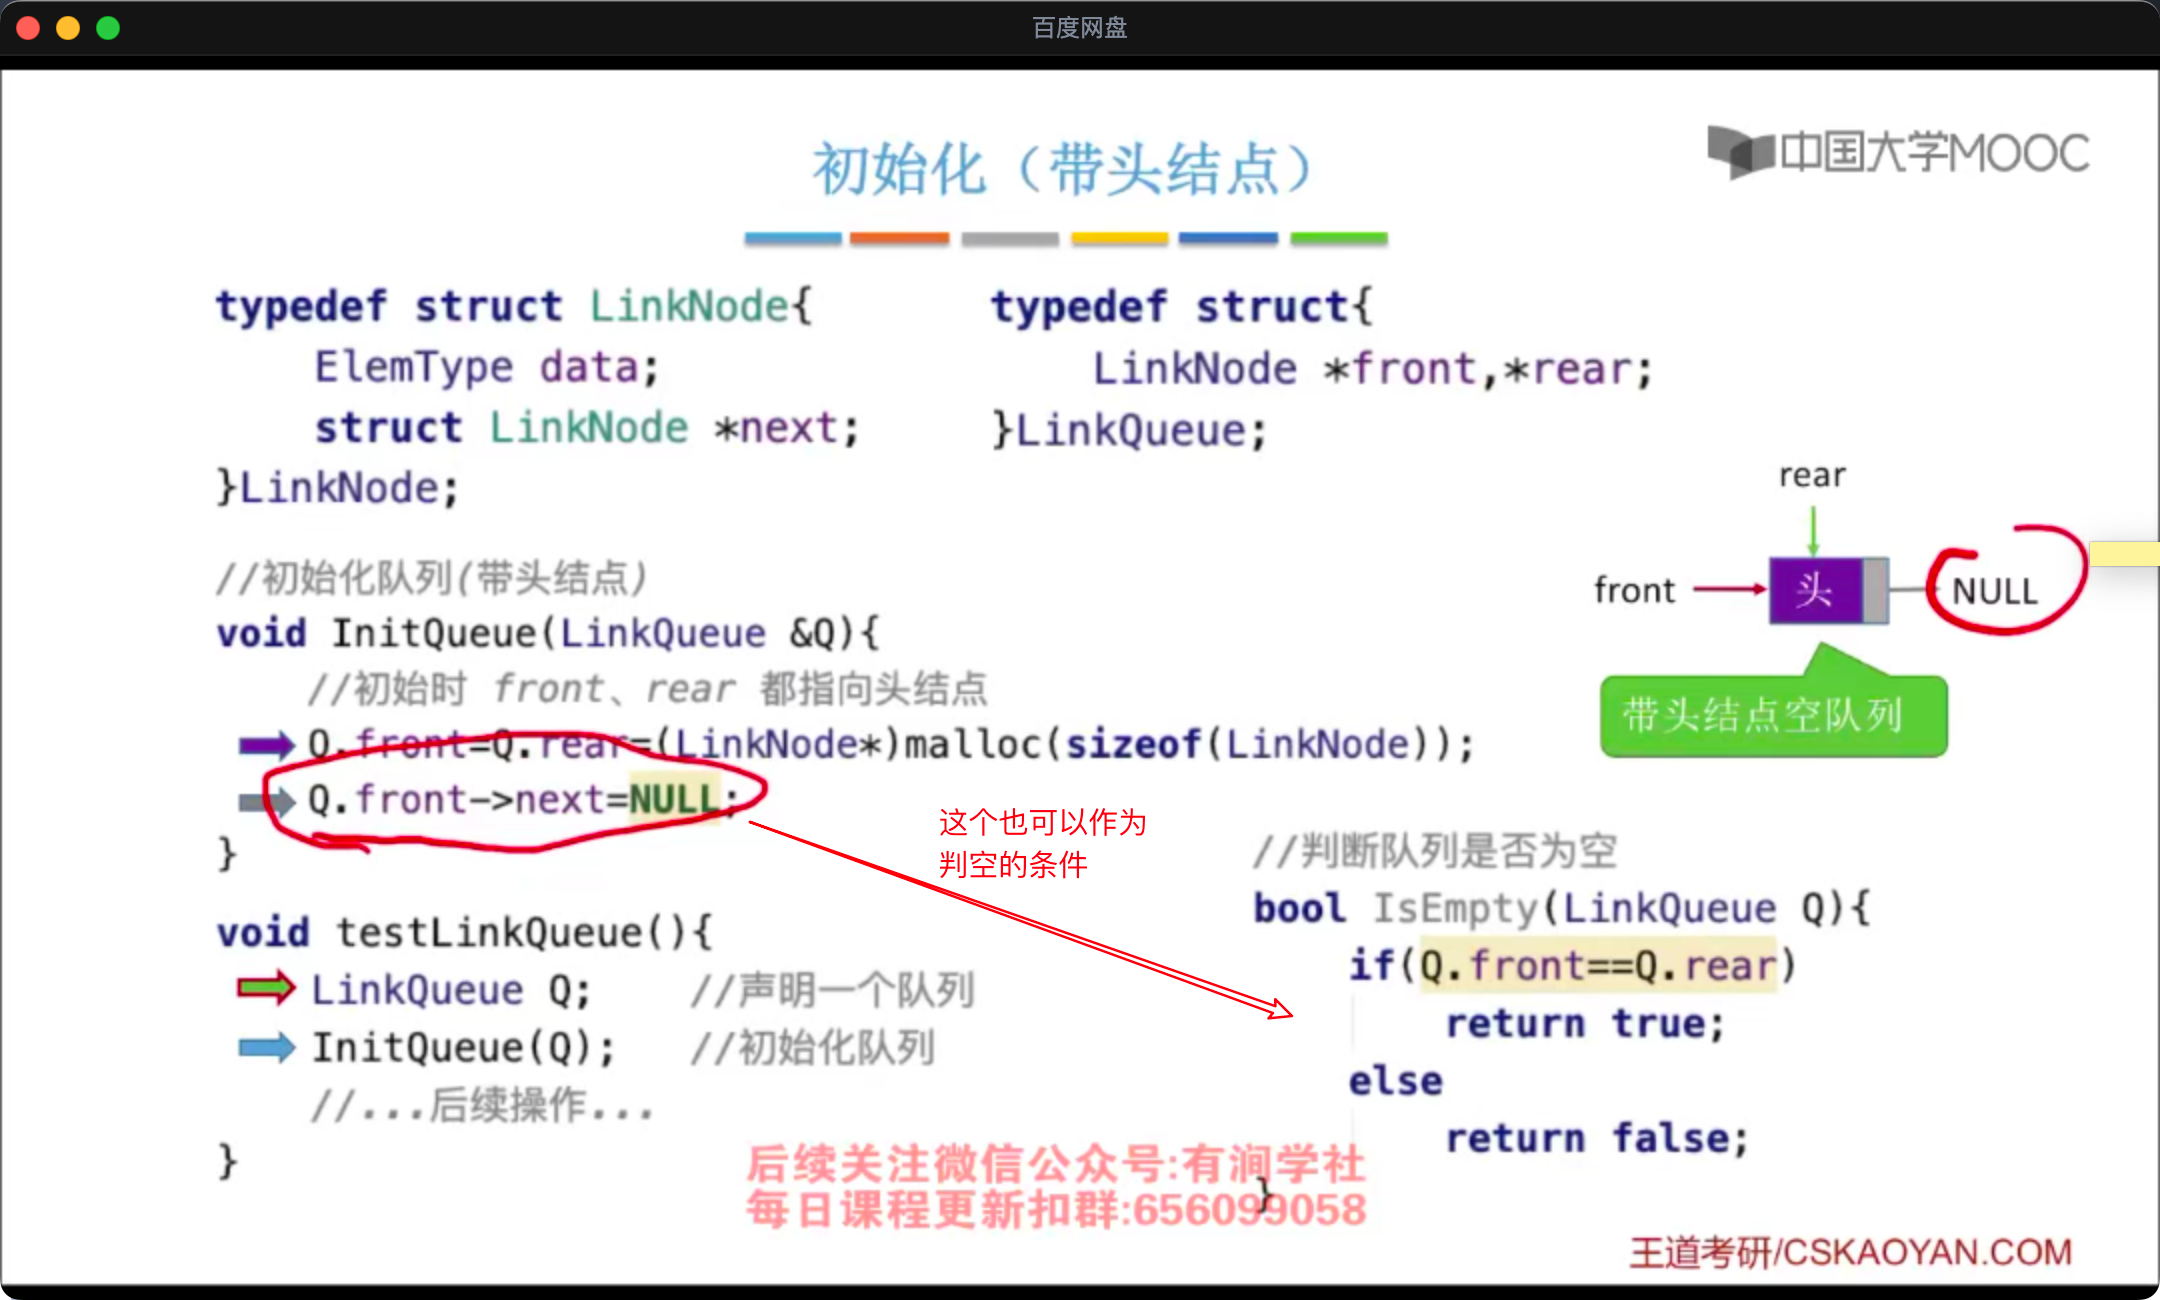 百度网盘
中国大学MOOC
初始化（带头结点）
typedef struct LinkNode{
ElemType data;
struct LinkNode *next;
}LinkNode;
typedef struct{
LinkNode *front,*rear;
}LinkQueue;
rear
front
头
NULL
带头结点空队列
//初始化队列(带头结点)
void InitQueue(LinkQueue &Q){
//初始时 front、rear 都指向头结点
Q.front=Q.rear=(LinkNode*)malloc(sizeof(LinkNode));
Q.front->next=NULL;
}
这个也可以作为
判空的条件
void testLinkQueue(){
LinkQueue Q; //声明一个队列
InitQueue(Q); //初始化队列
//...后续操作...
}
//判断队列是否为空
bool IsEmpty(LinkQueue Q){
if(Q.front==Q.rear)
return true;
else
return false;
}
后续关注微信公众号:有涧学社
每日课程更新扣群:656099058
王道考研/CSKAOYAN.COM